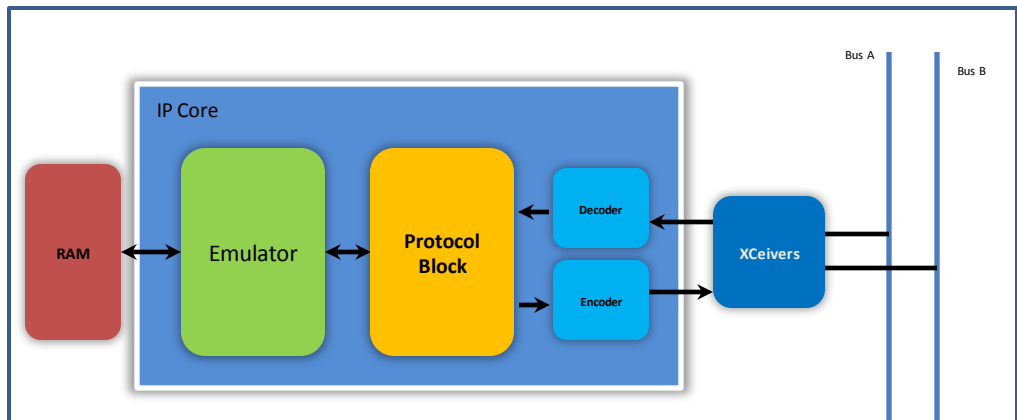 Bus A
Bus B
IP Core
RAM
Emulator
Protocol
Block
Decoder
Encoder
XCeivers